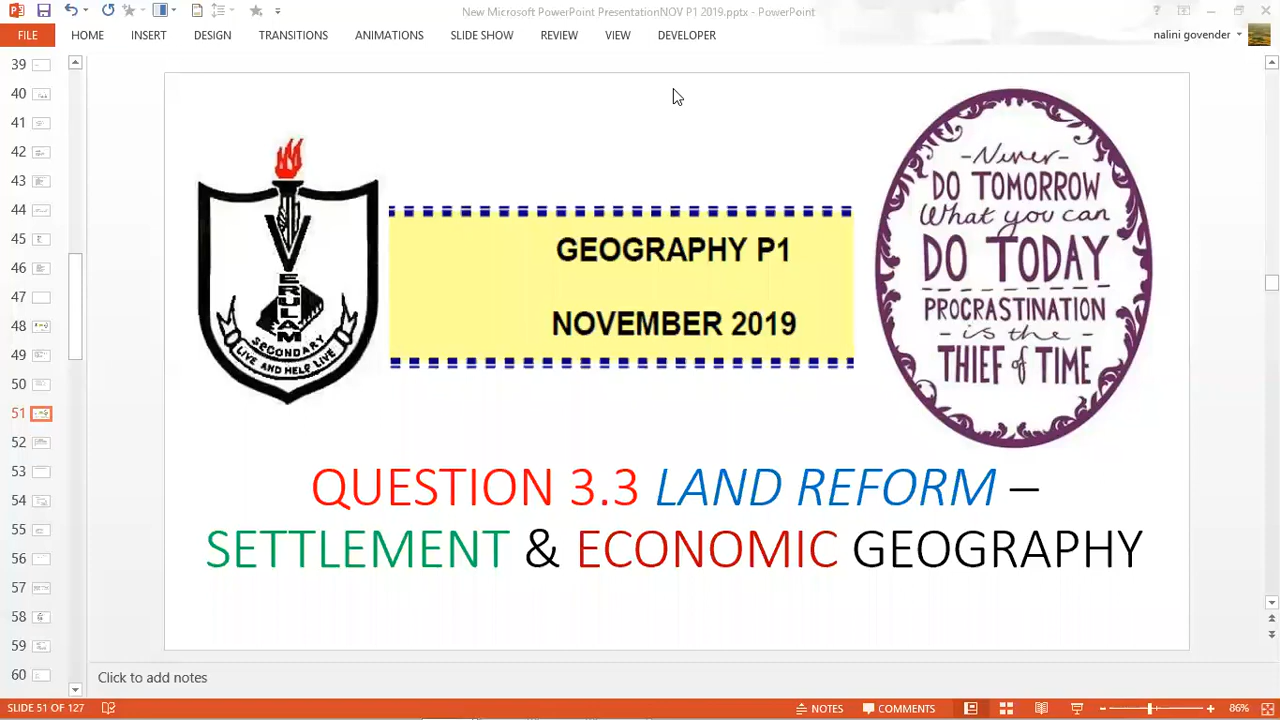 New Microsoft PowerPoint PresentationNOV P1 2019.pptx - PowerPoint
FILE HOME INSERT DESIGN TRANSITIONS ANIMATIONS SLIDE SHOW REVIEW VIEW DEVELOPER
nalini govender
39
40
41
42
43
44
45
46
47
48
49
50
51
52
53
54
55
56
57
58
59
60
V
ERULAM
SECONDARY
LIVE AND HELP LIVE
GEOGRAPHY P1
NOVEMBER 2019
-Never-
DO TOMORROW
What you can
DO TODAY
PROCRASTINATION
- is the -
THIEF of TIME
QUESTION 3.3 LAND REFORM –
SETTLEMENT & ECONOMIC GEOGRAPHY
Click to add notes
SLIDE 51 OF 127
NOTES
COMMENTS
86%